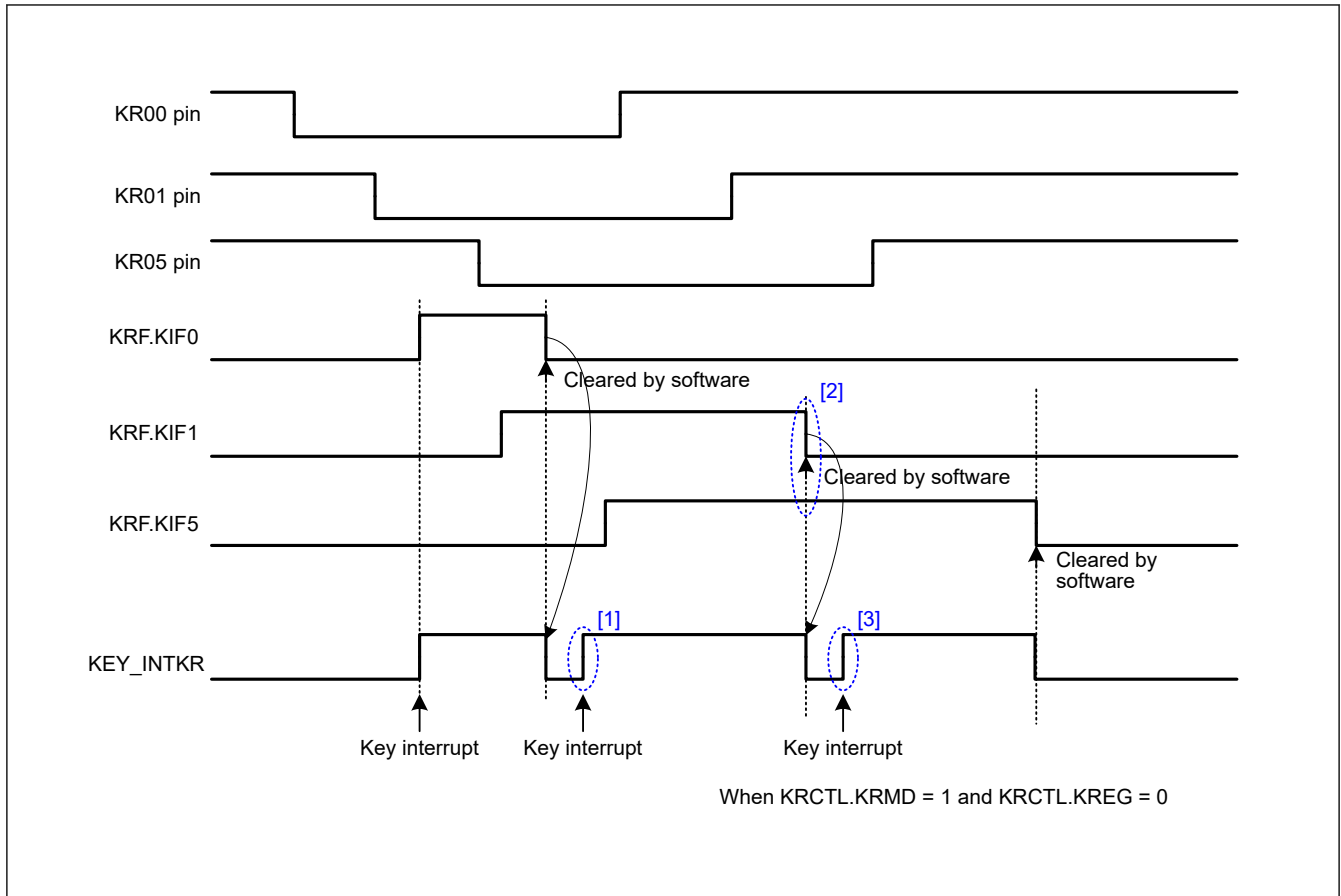 KR00 pin
KR01 pin
KR05 pin
KRF.KIF0
Cleared by software
[2]
KRF.KIF1
Cleared by software
KRF.KIF5
Cleared by
software
[1]
[3]
KEY_INTKR
Key interrupt
Key interrupt
Key interrupt
When KRCTL.KRMD = 1 and KRCTL.KREG = 0